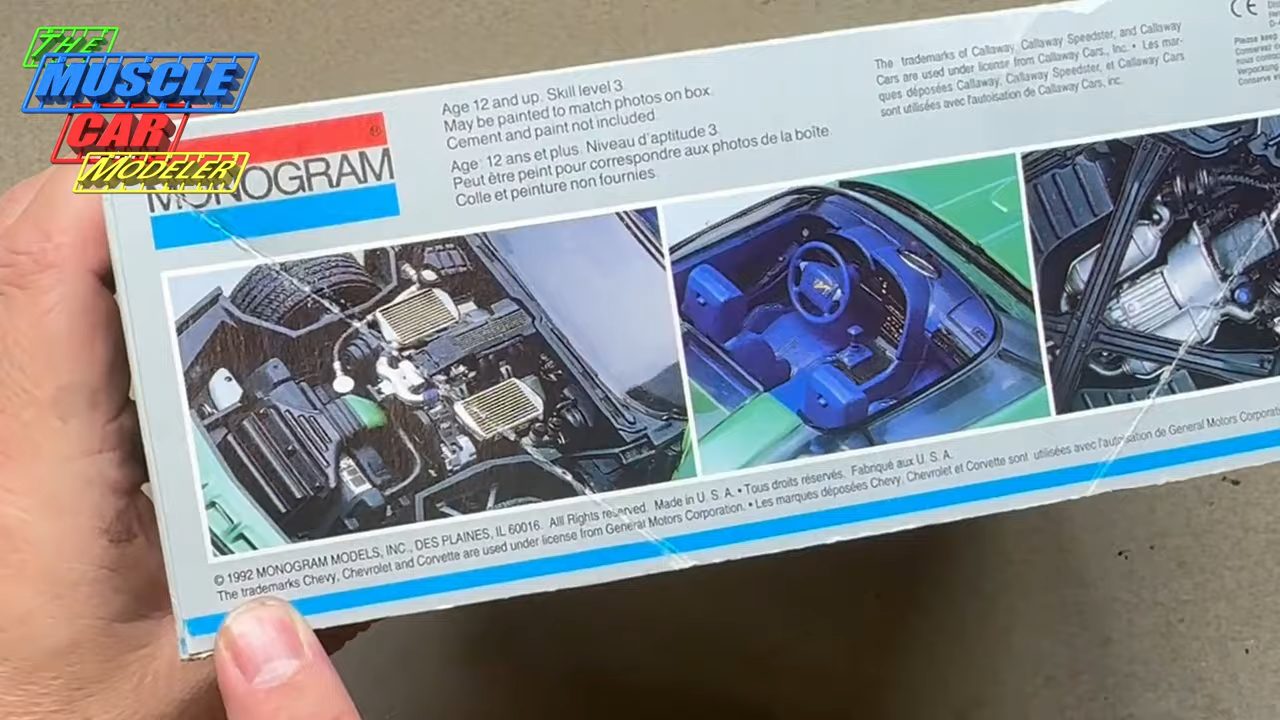 THE
MUSCLE
CAR
MODELER
MONOGRAM
®
Age 12 and up. Skill level 3.
May be painted to match photos on box.
Cement and paint not included.
Age: 12 ans et plus. Niveau d'aptitude 3.
Peut être peint pour correspondre aux photos de la boîte.
Colle et peinture non fournies.
The trademarks of Callaway, Callaway Speedster, and Callaway
Cars are used under license from Callaway Cars, Inc. • Les mar-
ques déposées Callaway, Callaway Speedster, et Callaway Cars
sont utilisées avec l'autoisation de Callaway Cars, inc.
CE
Please keep
© 1992 MONOGRAM MODELS, INC., DES PLAINES, IL 60016. Alll Rights reserved. Made in U. S. A. • Tous droits réservés. Fabriqué aux U. S. A.
The trademarks Chevy, Chevrolet and Corvette are used under license from General Motors Corporation. • Les marques déposées Chevy, Chevrolet et Corvette sont utilisées avec l'autoisation de General Motors